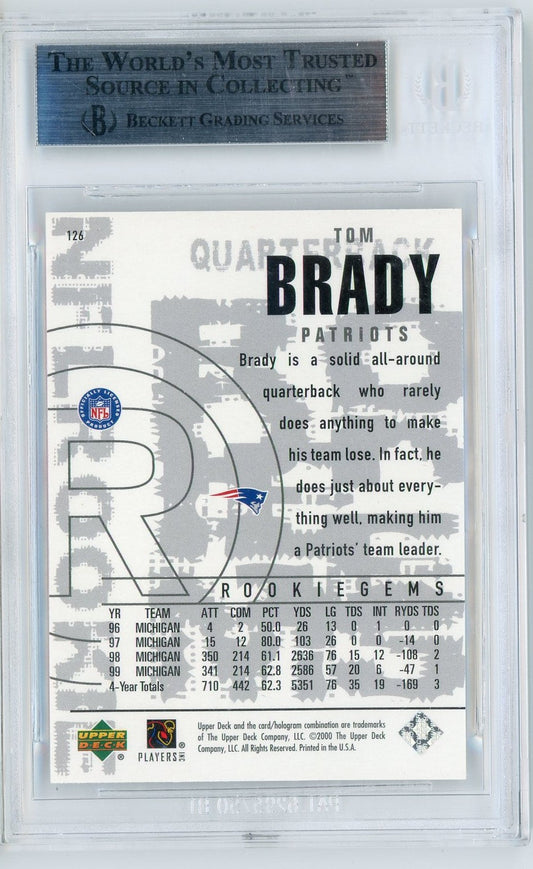 THE WORLD'S MOST TRUSTED
SOURCE IN COLLECTING™
B BECKETT GRADING SERVICES
BECKETT
126
QUARTERBACK
TOM
BRADY
PATRIOTS
Brady is a solid all-around
quarterback who rarely
does anything to make
his team lose. In fact, he
does just about every-
thing well, making him
a Patriots' team leader.
OFFICIALLY LICENSED
NFL
PRODUCT
R
ROOKIEGEMS
YR TEAM ATT COM PCT YDS LG TDS INT RYDS TDS
96 MICHIGAN 4 2 50.0 26 13 0 1 0 0
97 MICHIGAN 15 12 80.0 103 26 0 0 -14 0
98 MICHIGAN 350 214 61.1 2636 76 15 12 -108 2
99 MICHIGAN 341 214 62.8 2586 57 20 6 -47 1
4-Year Totals 710 442 62.3 5351 76 35 19 -169 3
UPPER
DECK
®
PLAYERS INC ®
Upper Deck and the card/hologram combination are trademarks
of The Upper Deck Company, LLC. ©2000 The Upper Deck
Company, LLC. All Rights Reserved. Printed in the U.S.A.